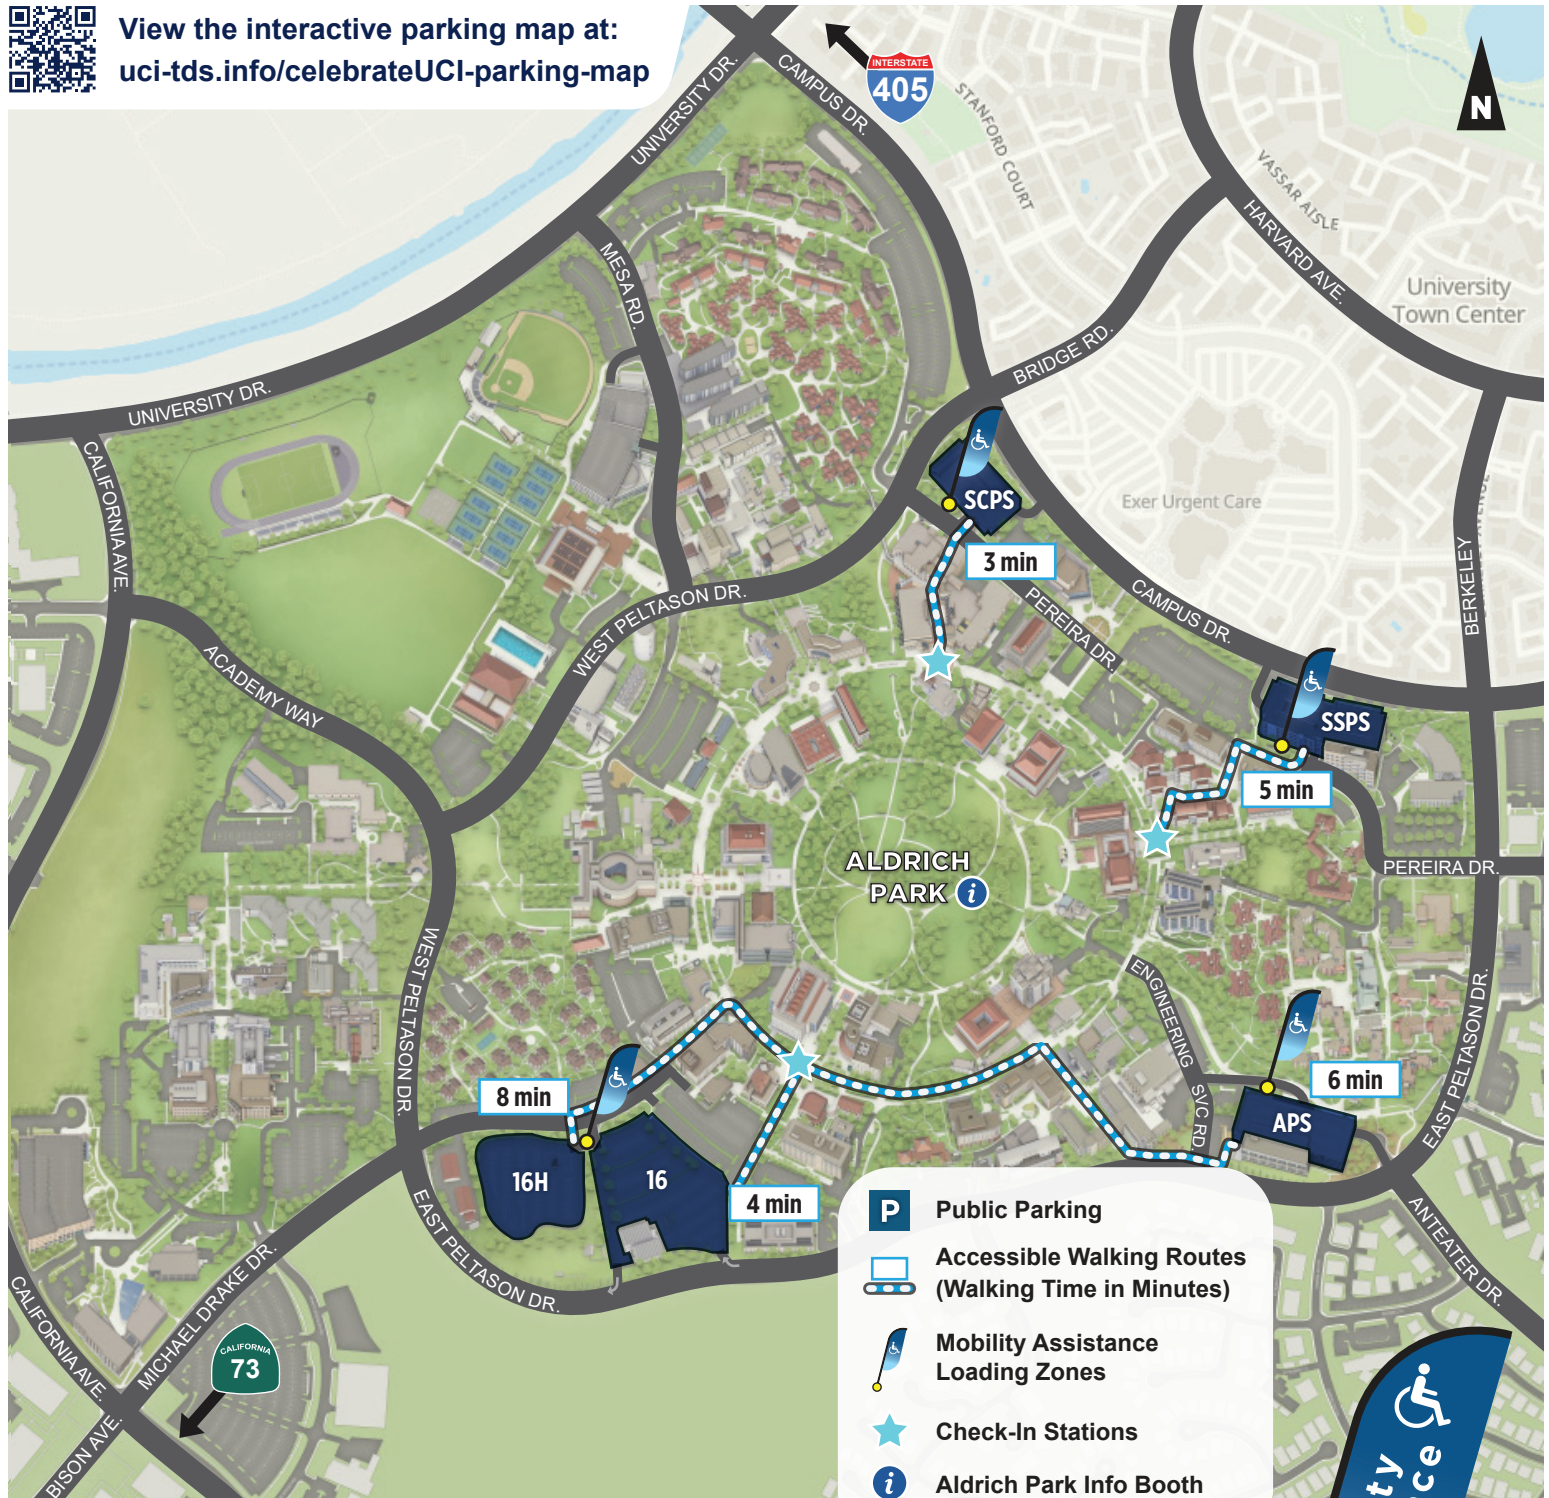 View the interactive parking map at:
uci-tds.info/celebrateUCI-parking-map
INTERSTATE
405
N
UNIVERSITY DR.
CAMPUS DR.
STANFORD COURT
VASSAR AISLE
HARVARD AVE.
University
Town Center
MESA RD.
BRIDGE RD.
UNIVERSITY DR.
CALIFORNIA AVE.
SCPS
Exer Urgent Care
3 min
BERKELEY
WEST PELTASON DR.
PEREIRA DR.
CAMPUS DR.
ACADEMY WAY
SSPS
5 min
ALDRICH
PARK i
PEREIRA DR.
WEST PELTASON DR.
ENGINEERING
SVC RD
EAST PELTASON DR.
8 min
6 min
APS
16H
16
4 min
EAST PELTASON DR.
ANTEATER DR.
MICHAEL DRAKE DR.
CALIFORNIA AVE.
CALIFORNIA
73
BISON AVE.
P Public Parking
Accessible Walking Routes
(Walking Time in Minutes)
Mobility Assistance
Loading Zones
Check-In Stations
i Aldrich Park Info Booth